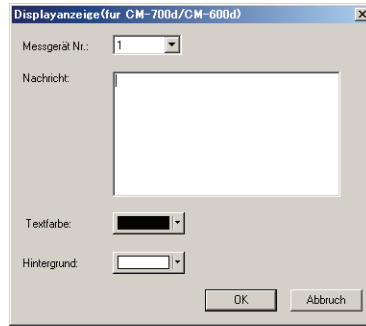 Displayanzeige(fur CM-700d/CM-600d)
Messgerät Nr.: 1
Nachricht:
Textfarbe:
Hintergrund:
OK Abbruch